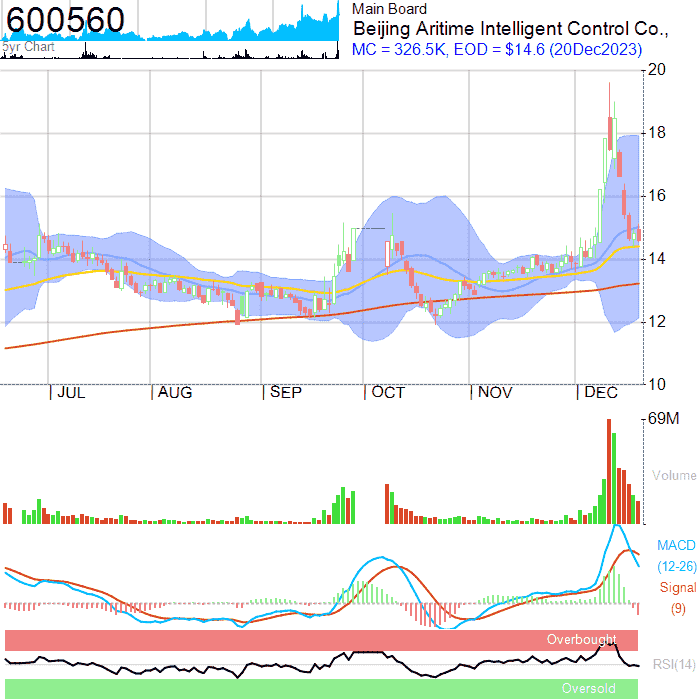 600560
5yr Chart
Main Board
Beijing Aritime Intelligent Control Co.,
MC = 326.5K, EOD = $14.6 (20Dec2023)
20
18
16
14
12
10
JUL
AUG
SEP
OCT
NOV
DEC
69M
Volume
MACD
(12-26)
Signal
(9)
Overbought
RSI(14)
Oversold